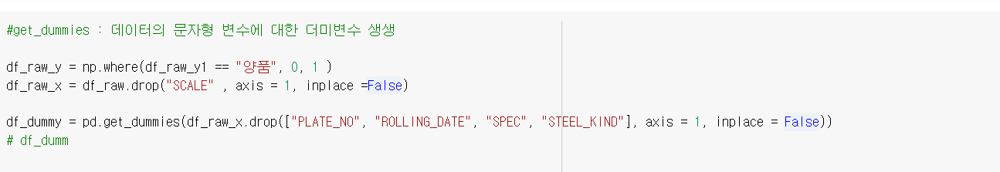 #get_dummies : 데이터의 문자형 변수에 대한 더미변수 생생
df_raw_y = np.where(df_raw_y1 == "양품", 0, 1 )
df_raw_x = df_raw.drop("SCALE" , axis = 1, inplace =False)
df_dummy = pd.get_dummies(df_raw_x.drop(["PLATE_NO", "ROLLING_DATE", "SPEC", "STEEL_KIND"], axis = 1, inplace = False))
# df_dumm